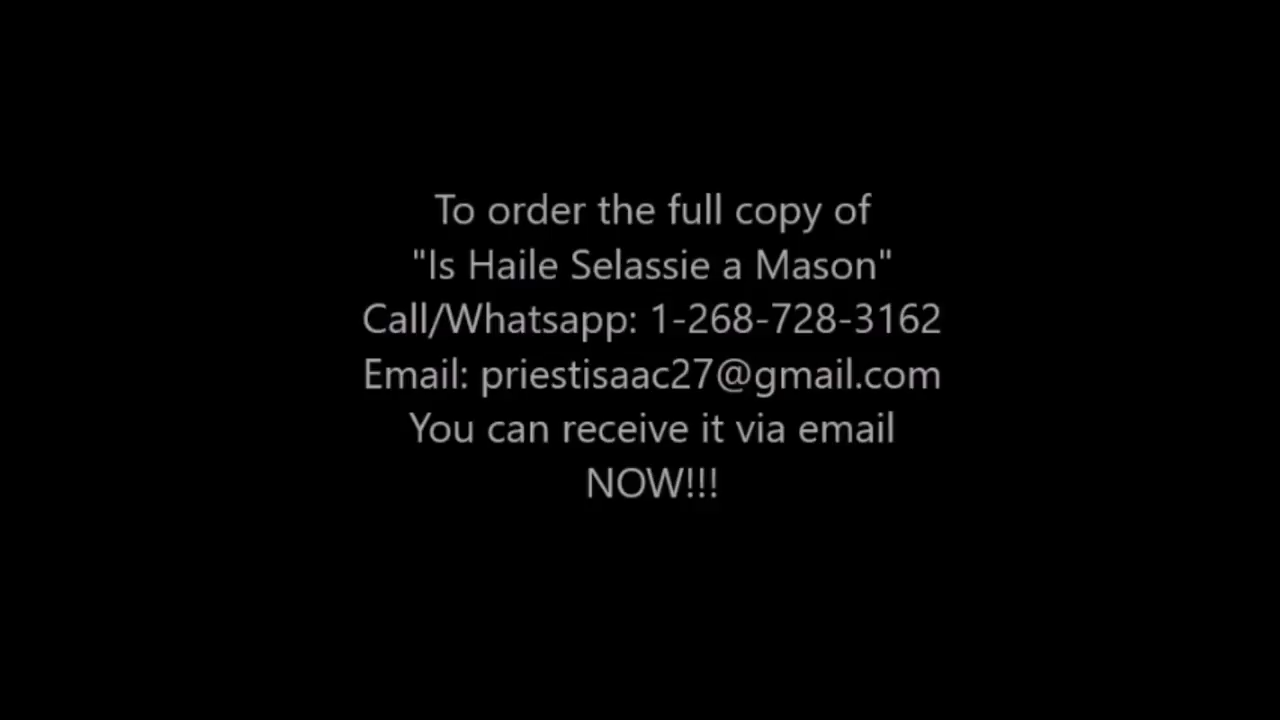 To order the full copy of
"Is Haile Selassie a Mason"
Call/Whatsapp: 1-268-728-3162
Email: priestisaac27@gmail.com
You can receive it via email
NOW!!!